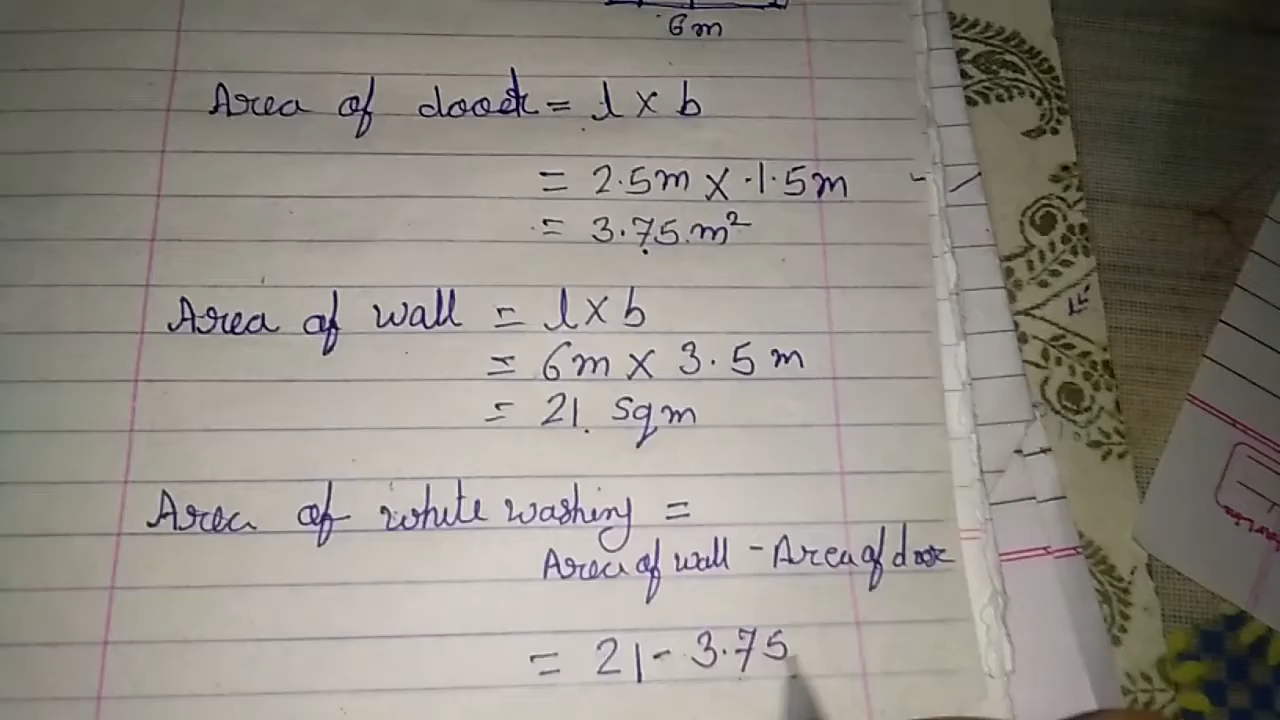 6m
Area of door = l × b
= 2.5m × 1.5m
= 3.75 m²
Area of wall = l × b
= 6m × 3.5 m
= 21 sqm
Area of white washing =
Area of wall - Area of door
= 21 - 3.75